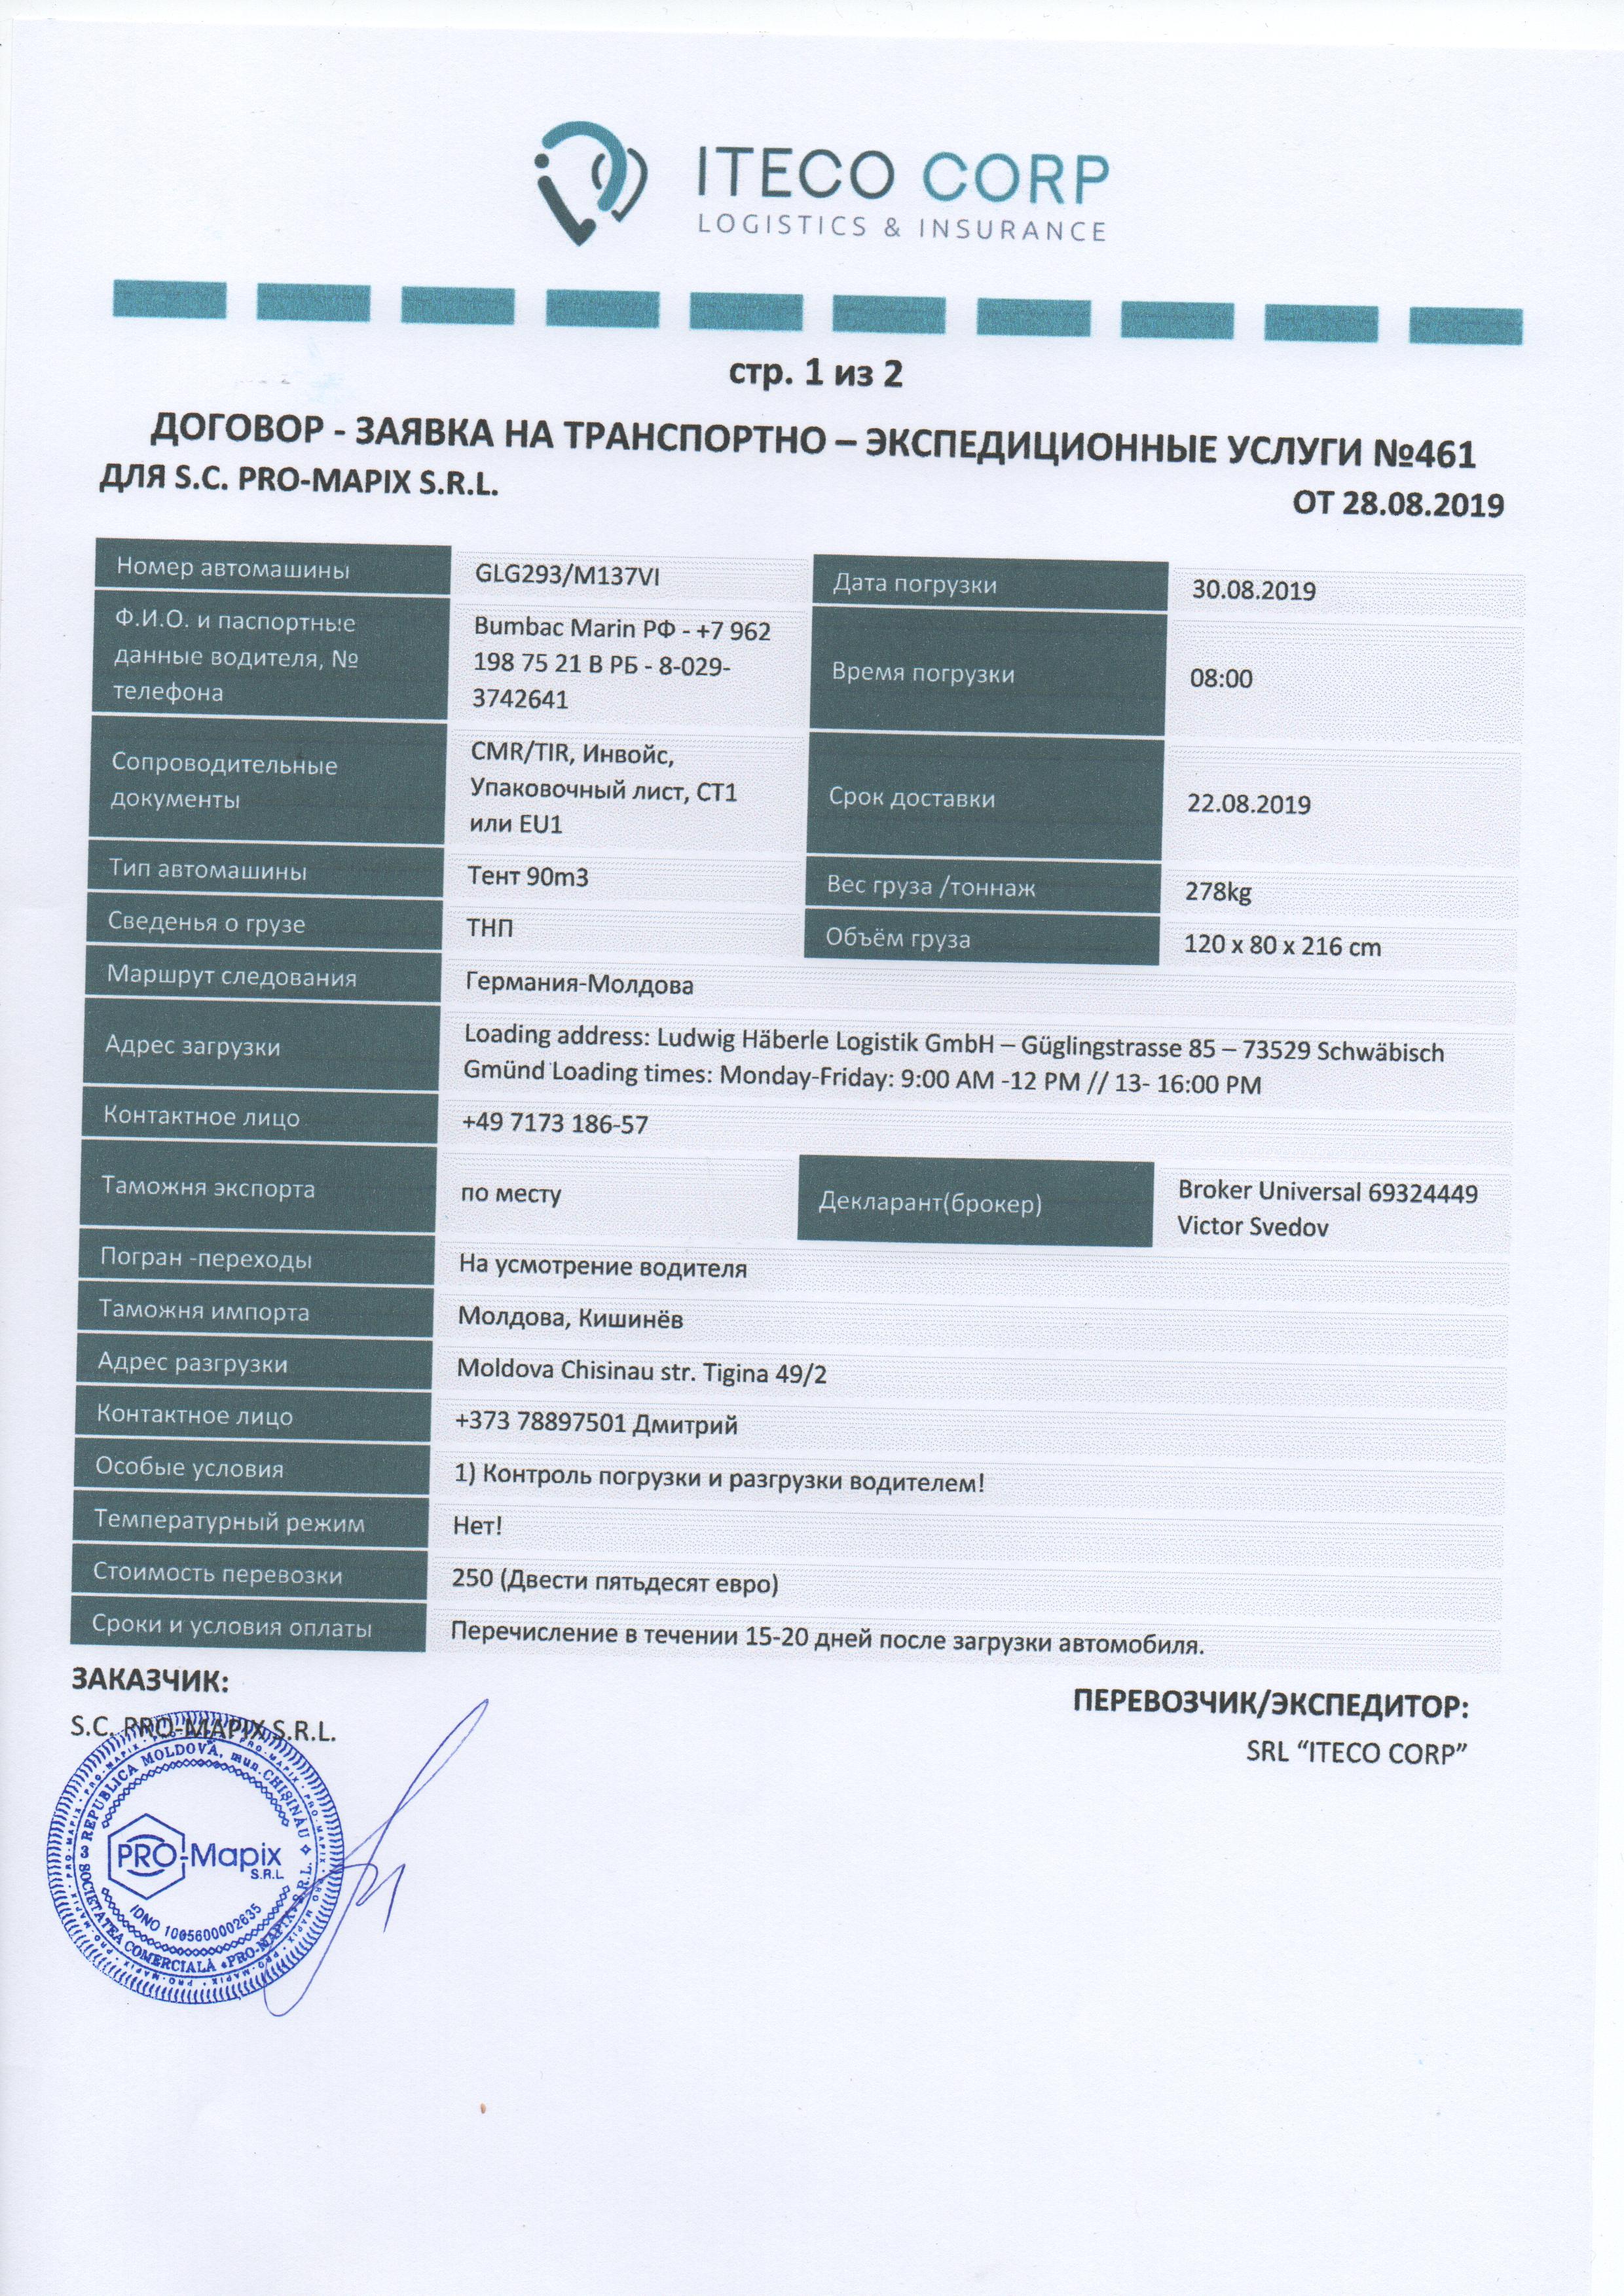 ITECO CORP
LOGISTICS & INSURANCE
стр. 1 из 2
ДОГОВОР - ЗАЯВКА НА ТРАНСПОРТНО – ЭКСПЕДИЦИОННЫЕ УСЛУГИ №461
ДЛЯ S.C. PRO-MAPIX S.R.L.
ОТ 28.08.2019
Номер автомашины
GLG293/M137VI
Дата погрузки
30.08.2019
Ф.И.О. и паспортные
данные водителя, №
телефона
Bumbac Marin РФ - +7 962
198 75 21 В РБ - 8-029-
3742641
Время погрузки
08:00
Сопроводительные
документы
CMR/TIR, Инвойс,
Упаковочный лист, СТ1
или EU1
Срок доставки
22.08.2019
Тип автомашины
Тент 90m3
Вес груза /тоннаж
278kg
Сведенья о грузе
ТНП
Объём груза
120 x 80 x 216 cm
Маршрут следования
Германия-Молдова
Адрес загрузки
Loading address: Ludwig Häberle Logistik GmbH – Güglingstrasse 85 – 73529 Schwäbisch
Gmünd Loading times: Monday-Friday: 9:00 AM -12 PM // 13- 16:00 PM
Контактное лицо
+49 7173 186-57
Таможня экспорта
по месту
Декларант(брокер)
Broker Universal 69324449
Victor Svedov
Погран -переходы
На усмотрение водителя
Таможня импорта
Молдова, Кишинёв
Адрес разгрузки
Moldova Chisinau str. Tigina 49/2
Контактное лицо
+373 78897501 Дмитрий
Особые условия
1) Контроль погрузки и разгрузки водителем!
Температурный режим
Нет!
Стоимость перевозки
250 (Двести пятьдесят евро)
Сроки и условия оплаты
Перечисление в течении 15-20 дней после загрузки автомобиля.
ЗАКАЗЧИК:
ПЕРЕВОЗЧИК/ЭКСПЕДИТОР:
S.C. PRO-MAPIX S.R.L.
SRL “ITECO CORP”
REPUBLICA MOLDOVĂ, mun. CHIȘINĂU
PRO-Mapix
S.R.L.
IDNO 1005600002635
SOCIETATEA COMERCIALĂ «PRO-MAPIX» S.R.L.